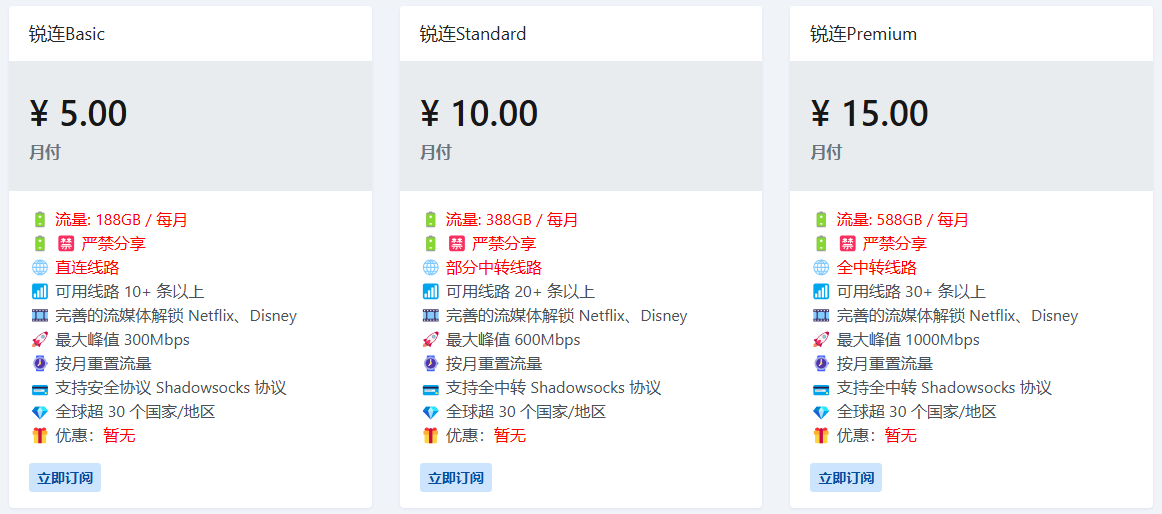 锐连Basic
¥ 5.00
月付
流量: 188GB / 每月
🈲 严禁分享
直连线路
可用线路 10+ 条以上
完善的流媒体解锁 Netflix、Disney
最大峰值 300Mbps
按月重置流量
支持安全协议 Shadowsocks 协议
全球超 30 个国家/地区
优惠：暂无
立即订阅
锐连Standard
¥ 10.00
月付
流量: 388GB / 每月
🈲 严禁分享
部分中转线路
可用线路 20+ 条以上
完善的流媒体解锁 Netflix、Disney
最大峰值 600Mbps
按月重置流量
支持全中转 Shadowsocks 协议
全球超 30 个国家/地区
优惠：暂无
立即订阅
锐连Premium
¥ 15.00
月付
流量: 588GB / 每月
🈲 严禁分享
全中转线路
可用线路 30+ 条以上
完善的流媒体解锁 Netflix、Disney
最大峰值 1000Mbps
按月重置流量
支持全中转 Shadowsocks 协议
全球超 30 个国家/地区
优惠：暂无
立即订阅